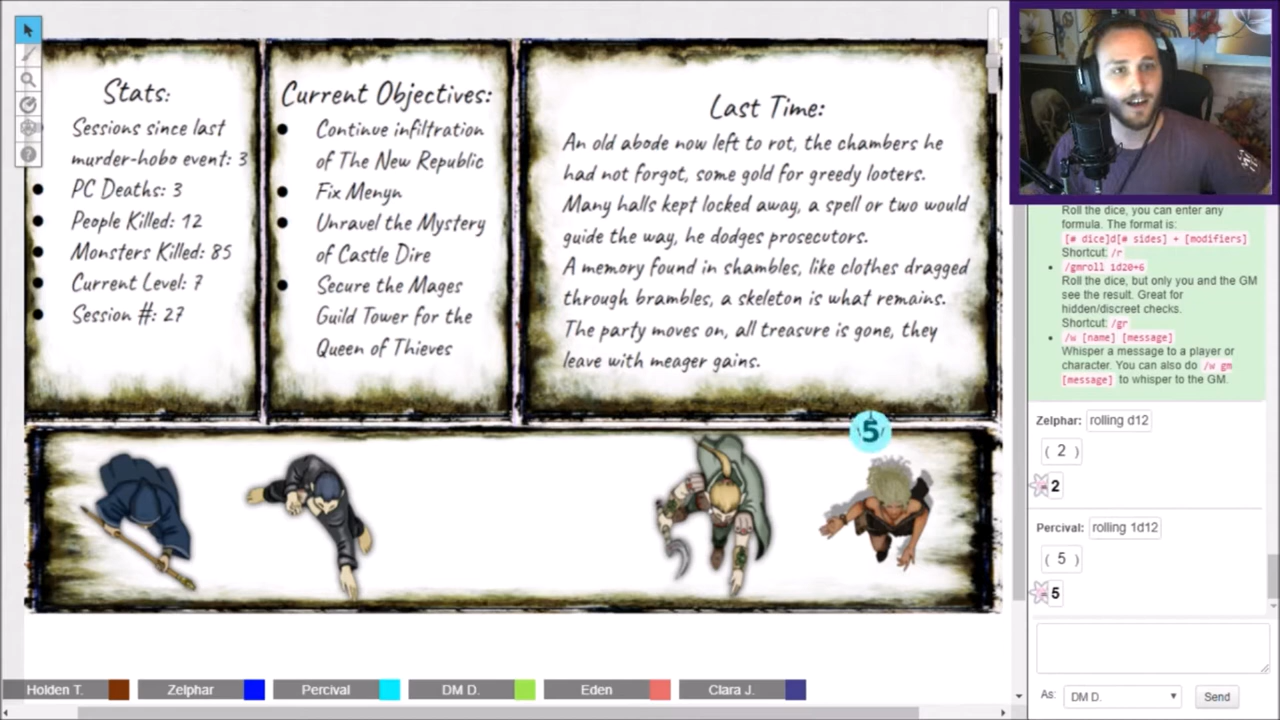 Stats:
Sessions since last
murder-hobo event: 3
PC Deaths: 3
People Killed: 12
Monsters Killed: 85
Current Level: 7
Session #: 27
Current Objectives:
Continue infiltration
of The New Republic
Fix Menyn
Unravel the Mystery
of Castle Dire
Secure the Mages
Guild Tower for the
Queen of Thieves
Last Time:
An old abode now left to rot, the chambers he
had not forgot, some gold for greedy looters.
Many halls kept locked away, a spell or two would
guide the way, he dodges prosecutors.
A memory found in shambles, like clothes dragged
through brambles, a skeleton is what remains.
The party moves on, all treasure is gone, they
leave with meager gains.
5
Holden T.
Zelphar
Percival
DM D.
Eden
Clara J.
Roll the dice, you can enter any
formula. The format is:
[# dice]d[# sides] + [modifiers]
Shortcut: /r
/gmroll 1d20+6
Roll the dice, but only you and the GM
see the result. Great for
hidden/discreet checks.
Shortcut: /gr
/w [name] [message]
Whisper a message to a player or
character. You can also do /w gm
[message] to whisper to the GM.
Zelphar: rolling d12
( 2 )
2
Percival: rolling 1d12
( 5 )
5
As: DM D. Send